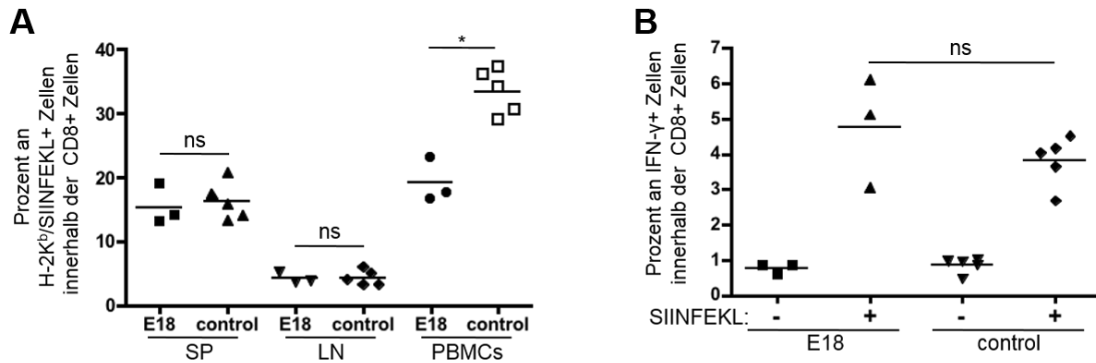 A
Prozent an
H-2Kᵇ/SIINFEKL+ Zellen
innerhalb der CD8+ Zellen
40
30
20
10
0
ns
ns
*
E18 control E18 control E18 control
SP LN PBMCs
B
Prozent an IFN-γ+ Zellen
innerhalb der CD8+ Zellen
7
6
5
4
3
2
1
0
ns
SIINFEKL: - + - +
E18 control